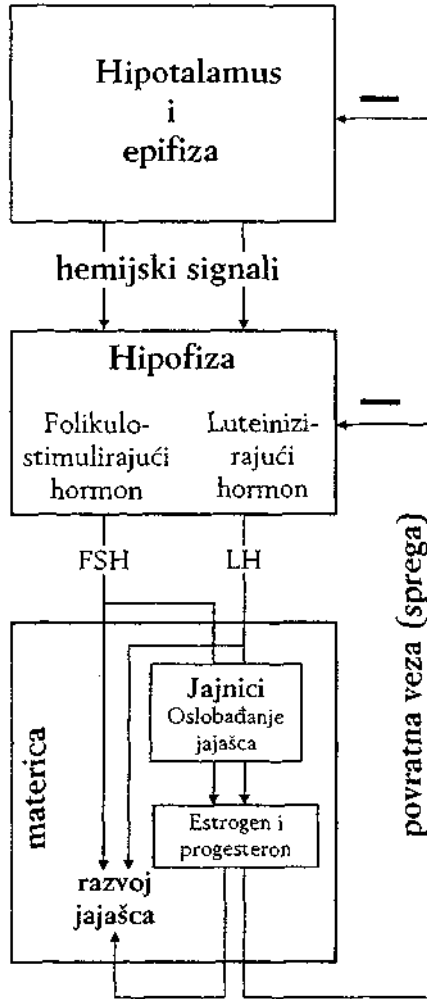 Hipotalamus
i
epifiza
hemijski signali
Hipofiza
Folikulo-
stimulirajući
hormon
Luteinizi-
rajući
hormon
FSH
LH
povratna veza (sprega)
materica
Jajnici
Oslobađanje
jajašca
Estrogen i
progesteron
razvoj
jajašca